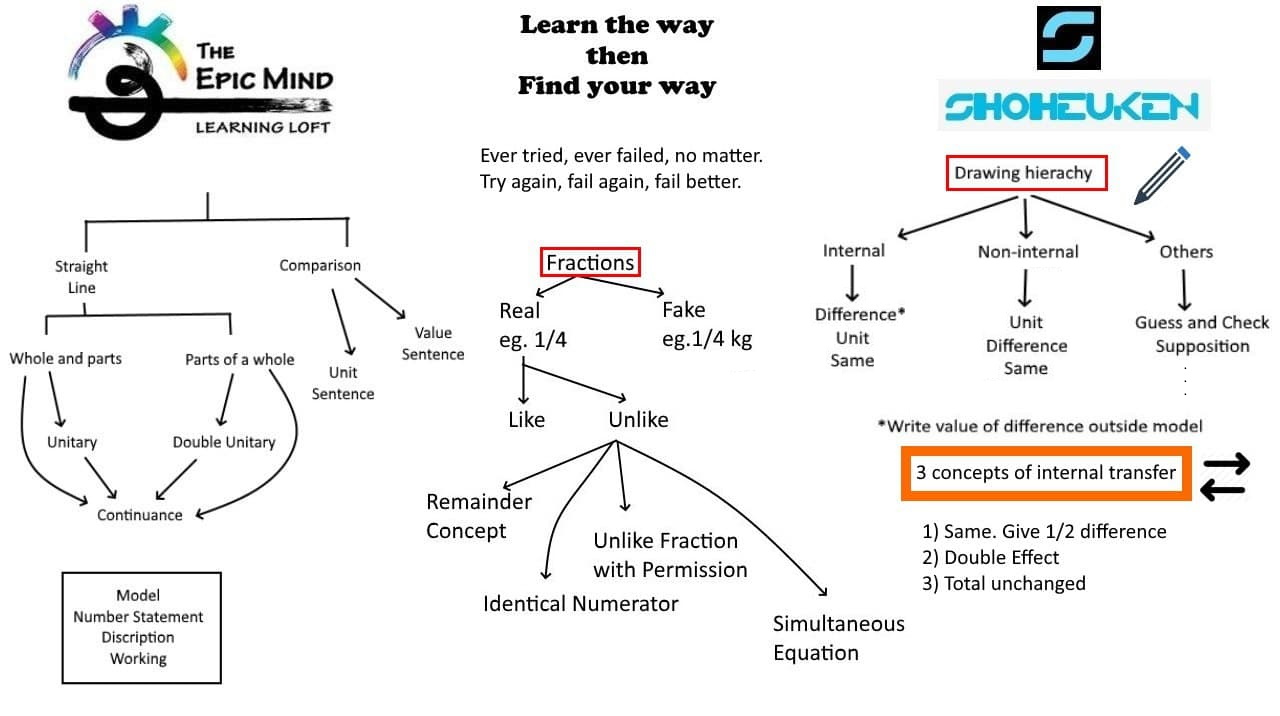 THE
EPIC MIND
LEARNING LOFT
Learn the way
then
Find your way
Ever tried, ever failed, no matter.
Try again, fail again, fail better.
SHOHEUKEN
Straight
Line
Comparison
Whole and parts
Parts of a whole
Value
Sentence
Unit
Sentence
Unitary
Double Unitary
Continuance
Model
Number Statement
Discription
Working
Fractions
Real
eg. 1/4
Fake
eg.1/4 kg
Like
Unlike
Remainder
Concept
Unlike Fraction
with Permission
Identical Numerator
Simultaneous
Equation
Drawing hierachy
Internal
Non-internal
Others
Difference*
Unit
Same
Unit
Difference
Same
Guess and Check
Supposition
.
.
.
*Write value of difference outside model
3 concepts of internal transfer
1) Same. Give 1/2 difference
2) Double Effect
3) Total unchanged